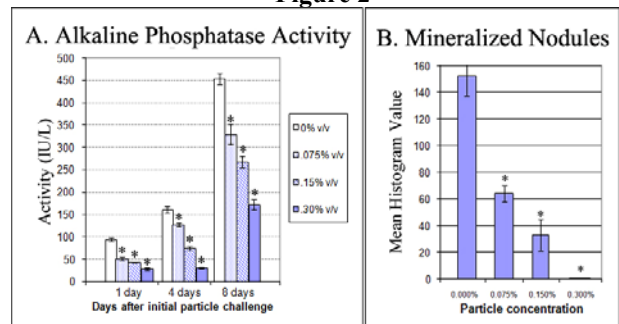 Figure 2
A. Alkaline Phosphatase Activity
500
450
400
350
300
250
200
150
100
50
0
Activity (IU/L)
* * *
* * *
* * *
1 day 4 days 8 days
Days after initial particle challenge
0% v/v
.075% v/v
.15% v/v
.30% v/v
B. Mineralized Nodules
160
140
120
100
80
60
40
20
0
Mean Histogram Value
* * *
0.000% 0.075% 0.150% 0.300%
Particle concentration